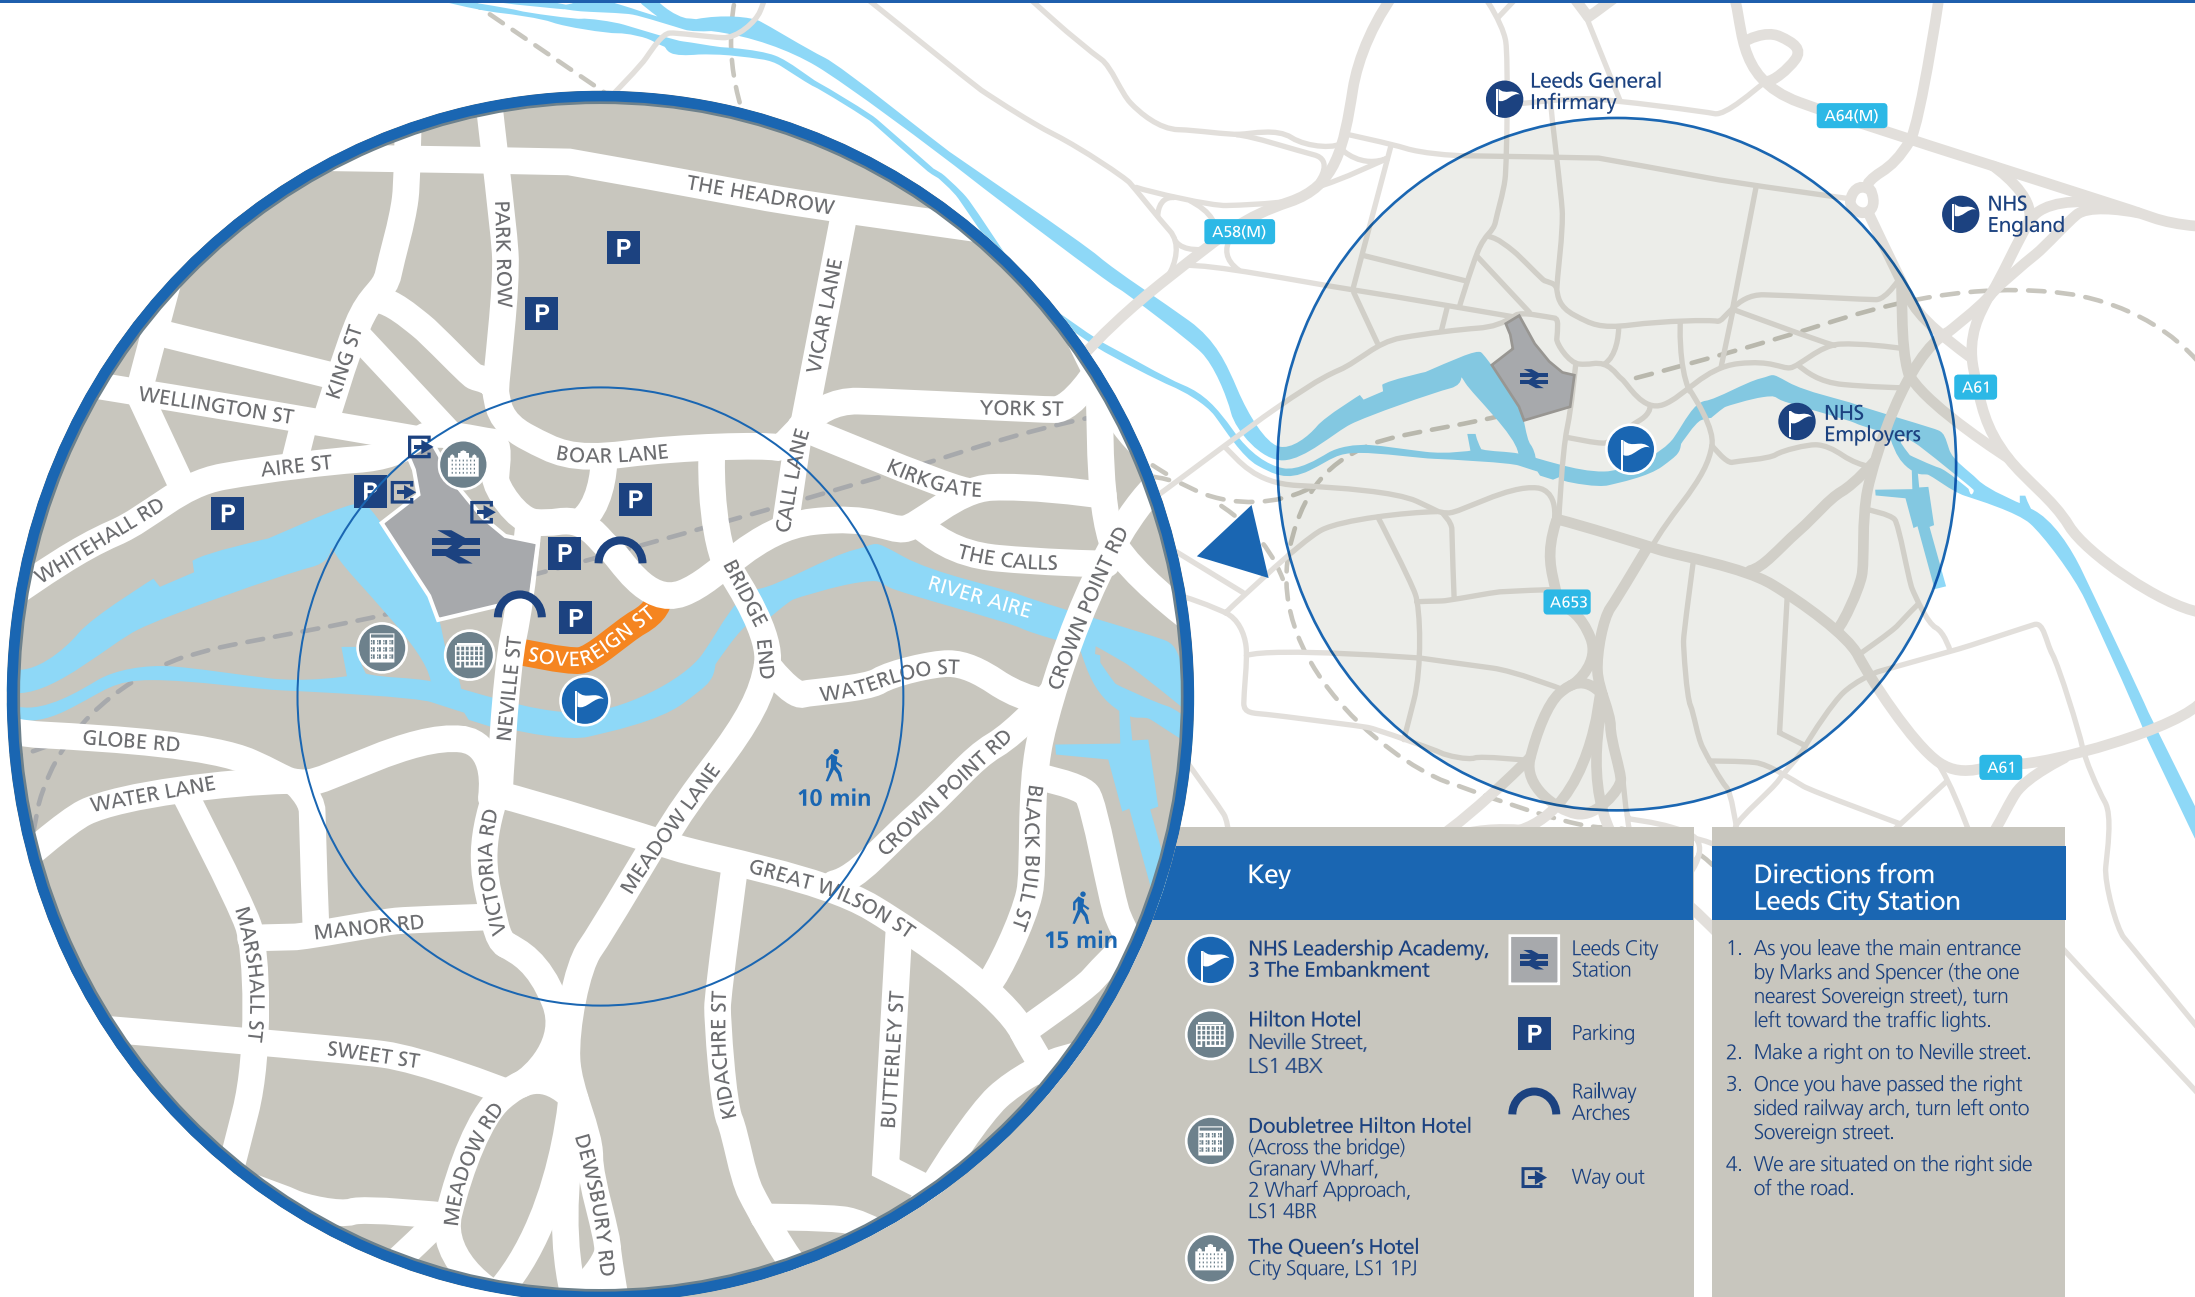 THE HEADROW
PARK ROW
P
P
VICAR LANE
KING ST
WELLINGTON ST
YORK ST
AIRE ST
BOAR LANE
CALL LANE
KIRKGATE
P
P
P
WHITEHALL RD
P
THE CALLS
CROWN POINT RD
BRIDGE END
RIVER AIRE
P
SOVEREIGN ST
NEVILLE ST
WATERLOO ST
GLOBE RD
WATER LANE
10 min
CROWN POINT RD
MEADOW LANE
VICTORIA RD
BLACK BULL ST
GREAT WILSON ST
MANOR RD
MARSHALL ST
15 min
SWEET ST
KIDACHRE ST
BUTTERLEY ST
MEADOW RD
DEWSBURY RD
Leeds General
Infirmary
A64(M)
NHS
England
A58(M)
A61
NHS
Employers
A653
A61
Key
NHS Leadership Academy,
3 The Embankment
Hilton Hotel
Neville Street,
LS1 4BX
Doubletree Hilton Hotel
(Across the bridge)
Granary Wharf,
2 Wharf Approach,
LS1 4BR
The Queen's Hotel
City Square, LS1 1PJ
Leeds City
Station
P
Parking
Railway
Arches
Way out
Directions from
Leeds City Station
1. As you leave the main entrance
by Marks and Spencer (the one
nearest Sovereign street), turn
left toward the traffic lights.
2. Make a right on to Neville street.
3. Once you have passed the right
sided railway arch, turn left onto
Sovereign street.
4. We are situated on the right side
of the road.